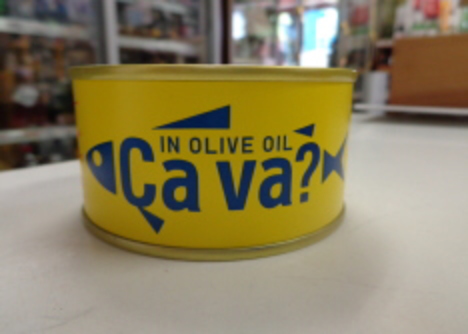 IN OLIVE OIL
Ça va?